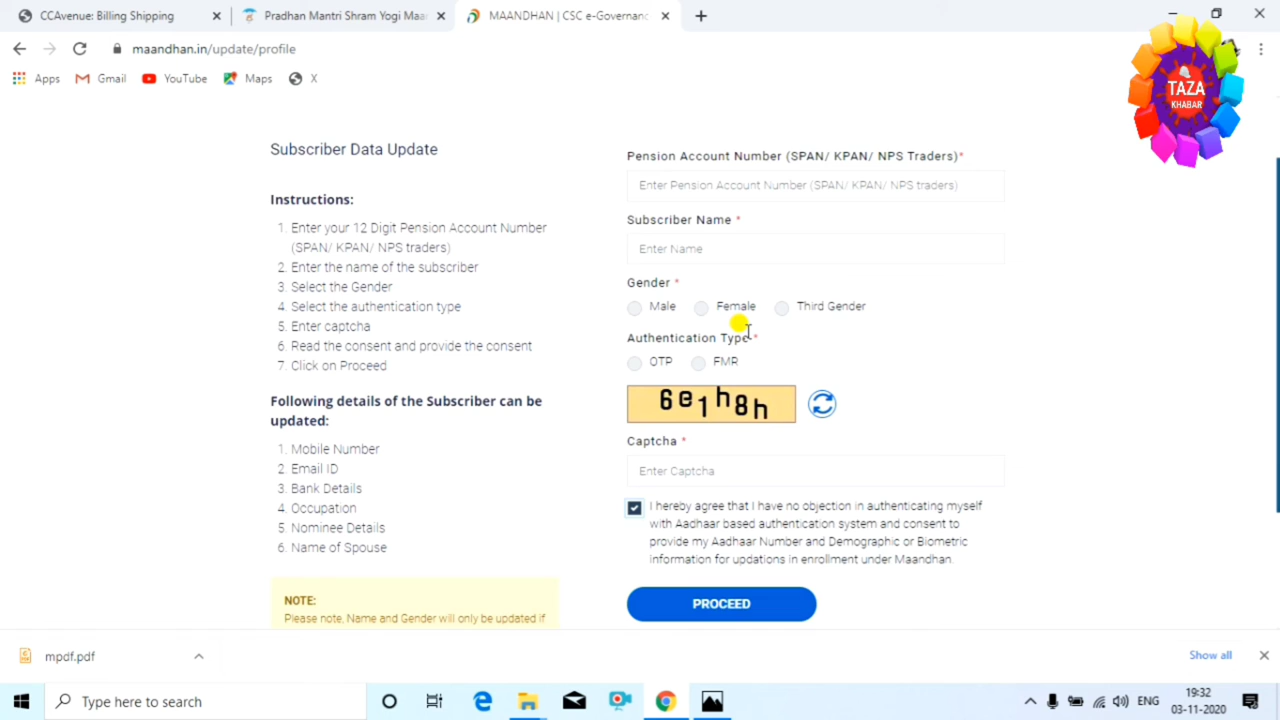 CCAvenue: Billing Shipping
Pradhan Mantri Shram Yogi Maa
MAANDHAN | CSC e-Governanc
maandhan.in/update/profile
Apps
Gmail
YouTube
Maps
X
TAZA
KHABAR
Subscriber Data Update
Instructions:
1. Enter your 12 Digit Pension Account Number
(SPAN/ KPAN/ NPS traders)
2. Enter the name of the subscriber
3. Select the Gender
4. Select the authentication type
5. Enter captcha
6. Read the consent and provide the consent
7. Click on Proceed
Following details of the Subscriber can be
updated:
1. Mobile Number
2. Email ID
3. Bank Details
4. Occupation
5. Nominee Details
6. Name of Spouse
NOTE:
Please note, Name and Gender will only be updated if
Pension Account Number (SPAN/ KPAN/ NPS Traders)*
Enter Pension Account Number (SPAN/ KPAN/ NPS traders)
Subscriber Name *
Enter Name
Gender *
Male
Female
Third Gender
Authentication Type*
OTP
FMR
6e1h8h
Captcha *
Enter Captcha
I hereby agree that I have no objection in authenticating myself
with Aadhaar based authentication system and consent to
provide my Aadhaar Number and Demographic or Biometric
information for updations in enrollment under Maandhan.
PROCEED
mpdf.pdf
Show all
Type here to search
ENG
19:32
03-11-2020